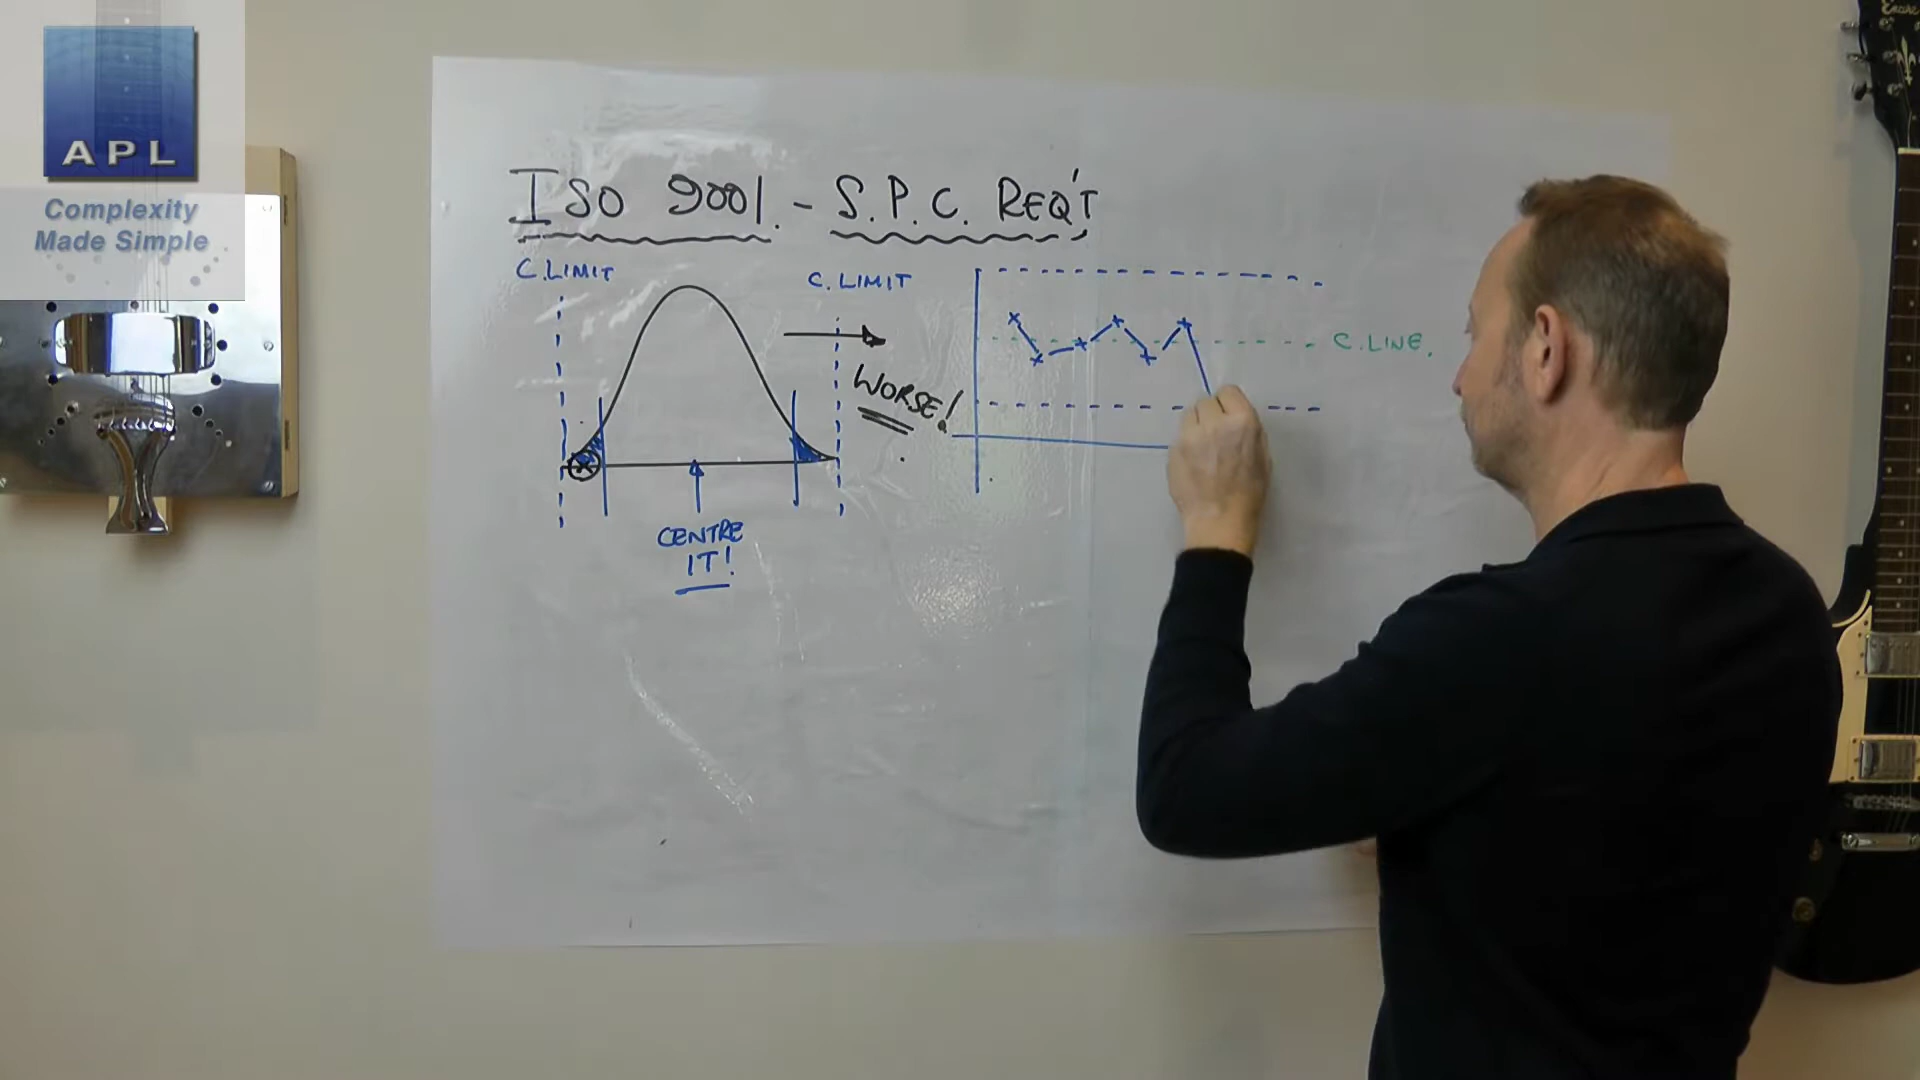 APL
Complexity
Made Simple
ISO 9001. - S.P.C. REQ'T
C.LIMIT
C. LIMIT
WORSE!
CENTRE
IT!
C.LINE.